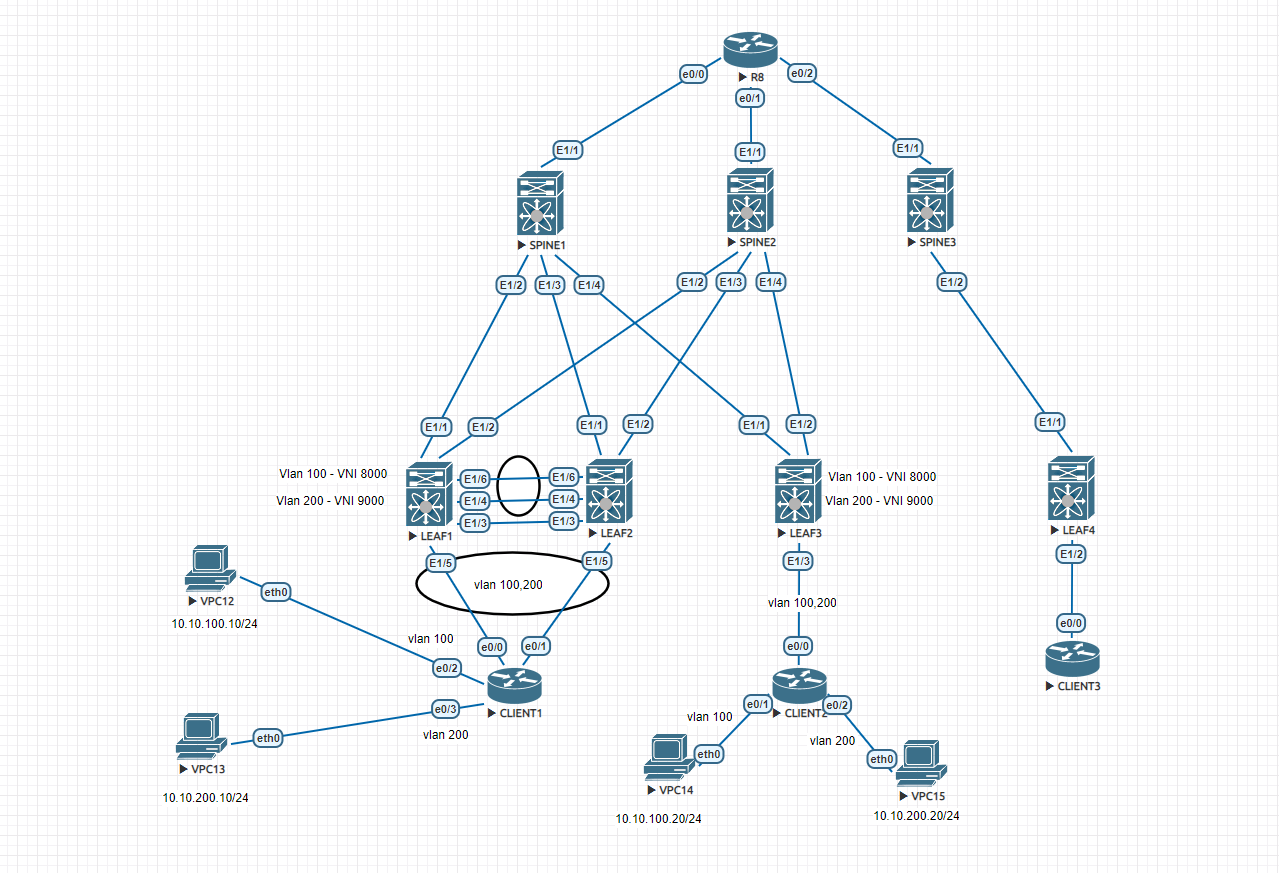 R8
e0/0
e0/2
e0/1
E1/1
E1/1
E1/1
SPINE1
SPINE2
SPINE3
E1/2
E1/3
E1/4
E1/2
E1/3
E1/4
E1/2
E1/1
E1/2
E1/1
E1/2
E1/1
E1/2
E1/1
Vlan 100 - VNI 8000
Vlan 200 - VNI 9000
E1/6
E1/6
E1/4
E1/4
E1/3
E1/3
Vlan 100 - VNI 8000
Vlan 200 - VNI 9000
LEAF1
LEAF2
LEAF3
LEAF4
E1/5
E1/5
E1/3
E1/2
vlan 100,200
vlan 100,200
VPC12
eth0
10.10.100.10/24
vlan 100
e0/0
e0/1
e0/0
e0/0
e0/2
CLIENT3
e0/3
CLIENT1
e0/1
CLIENT2
e0/2
vlan 200
vlan 100
vlan 200
eth0
VPC13
10.10.200.10/24
eth0
VPC14
10.10.100.20/24
eth0
VPC15
10.10.200.20/24